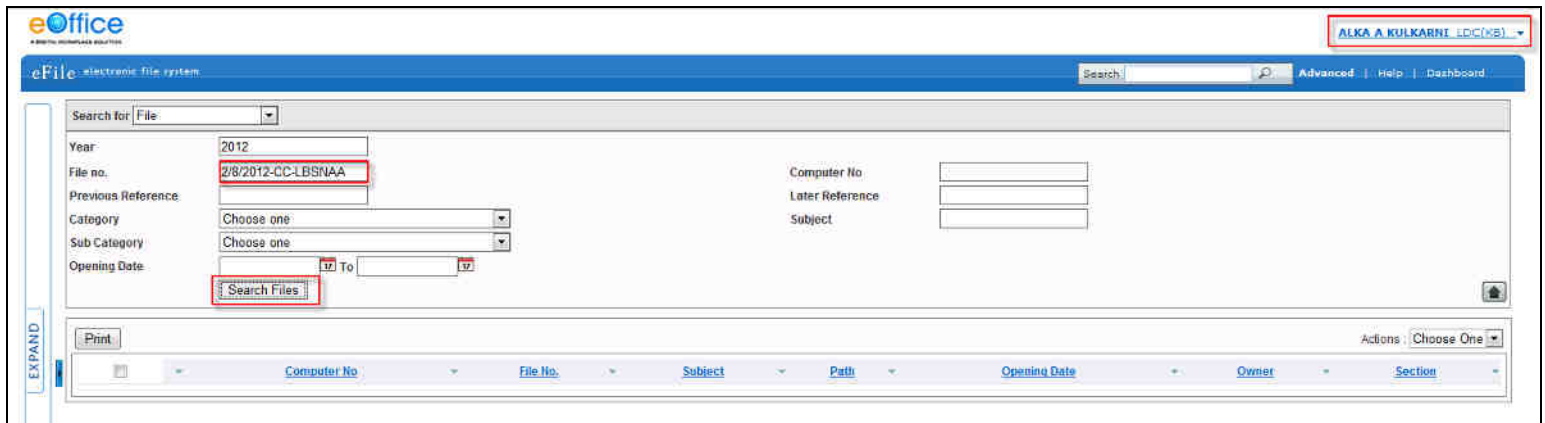 eOffice
A DIGITAL WORKPLACE SOLUTION
ALKA A KULKARNI LDC(KB)
eFile electronic file system
Search Advanced | Help | Dashboard
Search for File
Year 2012
File no. 2/8/2012-CC-LBSNAA Computer No
Previous Reference Later Reference
Category Choose one Subject
Sub Category Choose one
Opening Date To
Search Files
EXPAND
Print Actions : Choose One
Computer No File No. Subject Path Opening Date Owner Section